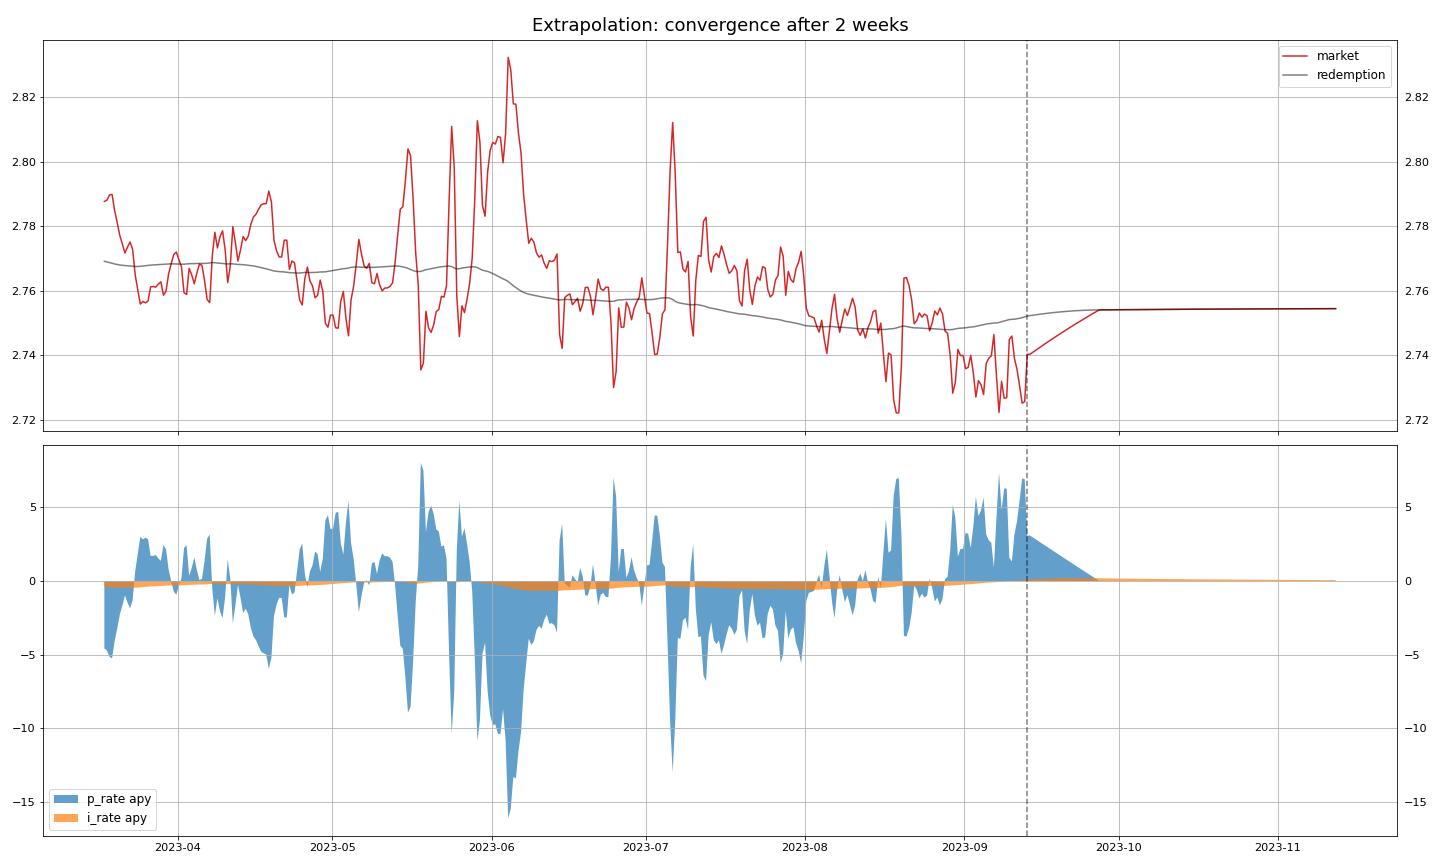 Extrapolation: convergence after 2 weeks
market
redemption
2.82 2.82
2.80 2.80
2.78 2.78
2.76 2.76
2.74 2.74
2.72 2.72
5 5
0 0
−5 −5
−10 −10
−15 −15
p_rate apy
i_rate apy
2023-04 2023-05 2023-06 2023-07 2023-08 2023-09 2023-10 2023-11